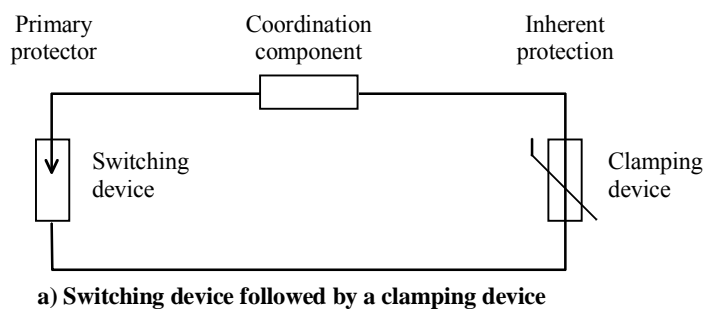 Primary
protector
Coordination
component
Inherent
protection
Switching
device
Clamping
device
a) Switching device followed by a clamping device